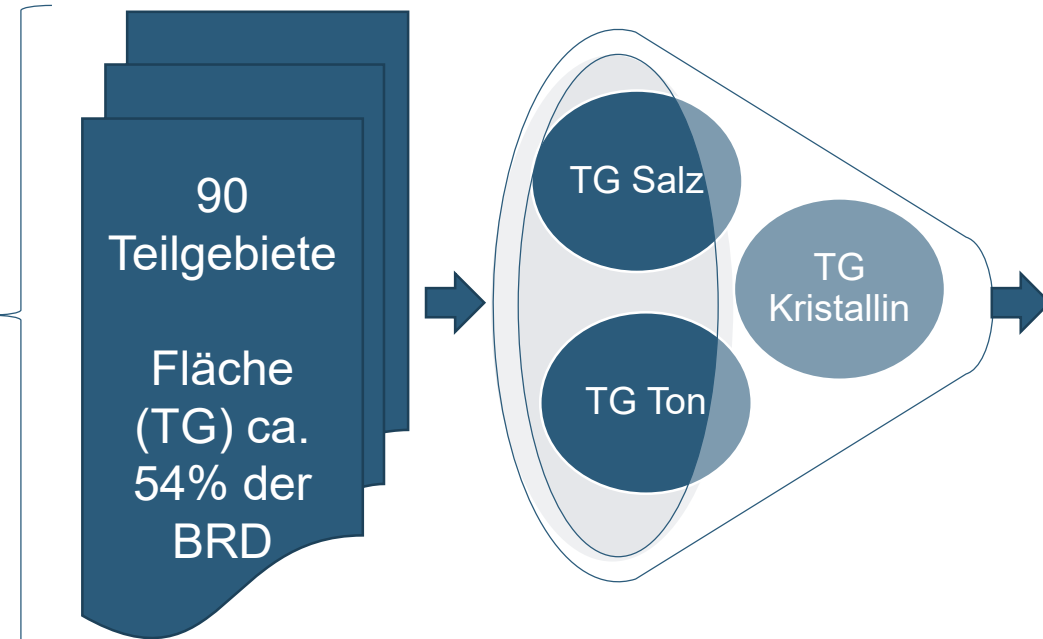 90
Teilgebiete
Fläche
(TG) ca.
54% der
BRD
TG Salz
TG Ton
TG
Kristallin